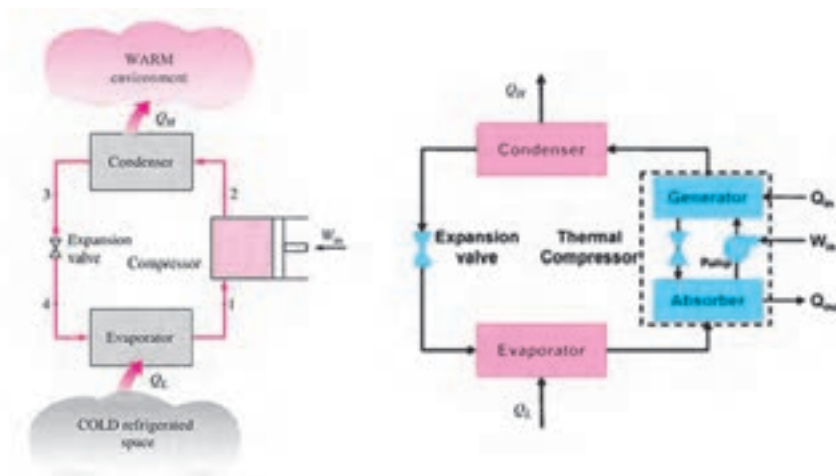 WARM
environment
Q_H
Condenser
3
2
Expansion
valve
Compressor
W_in
4
1
Evaporator
Q_L
COLD refrigerated
space
Q_H
Condenser
Generator
Q_in
Expansion
valve
Thermal
Compressor
Pump
W_in
Absorber
Q_out
Evaporator
Q_L